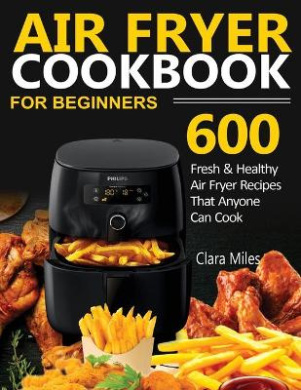 AIR FRYER
COOKBOOK
FOR BEGINNERS
600
Fresh & Healthy
Air Fryer Recipes
That Anyone
Can Cook
Clara Miles
PHILIPS